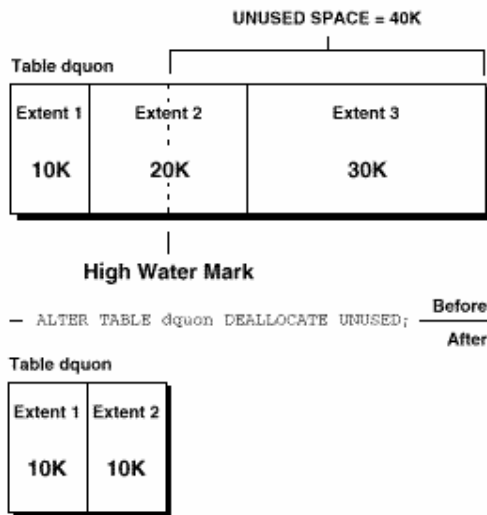 UNUSED SPACE = 40K
Table dquon
Extent 1 Extent 2 Extent 3
10K 20K 30K
High Water Mark
ALTER TABLE dquon DEALLOCATE UNUSED;
Before
After
Table dquon
Extent 1 Extent 2
10K 10K